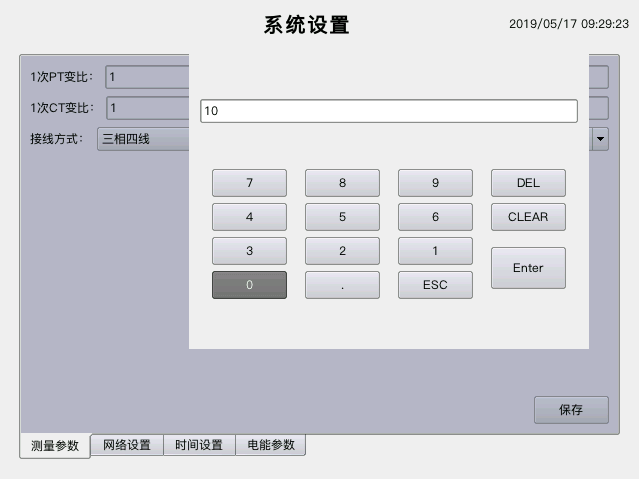 系统设置
2019/05/17 09:29:23
1次PT变比: 1
1次CT变比: 1
接线方式: 三相四线
10
7 8 9 DEL
4 5 6 CLEAR
3 2 1
Enter
0 . ESC
保存
测量参数 网络设置 时间设置 电能参数